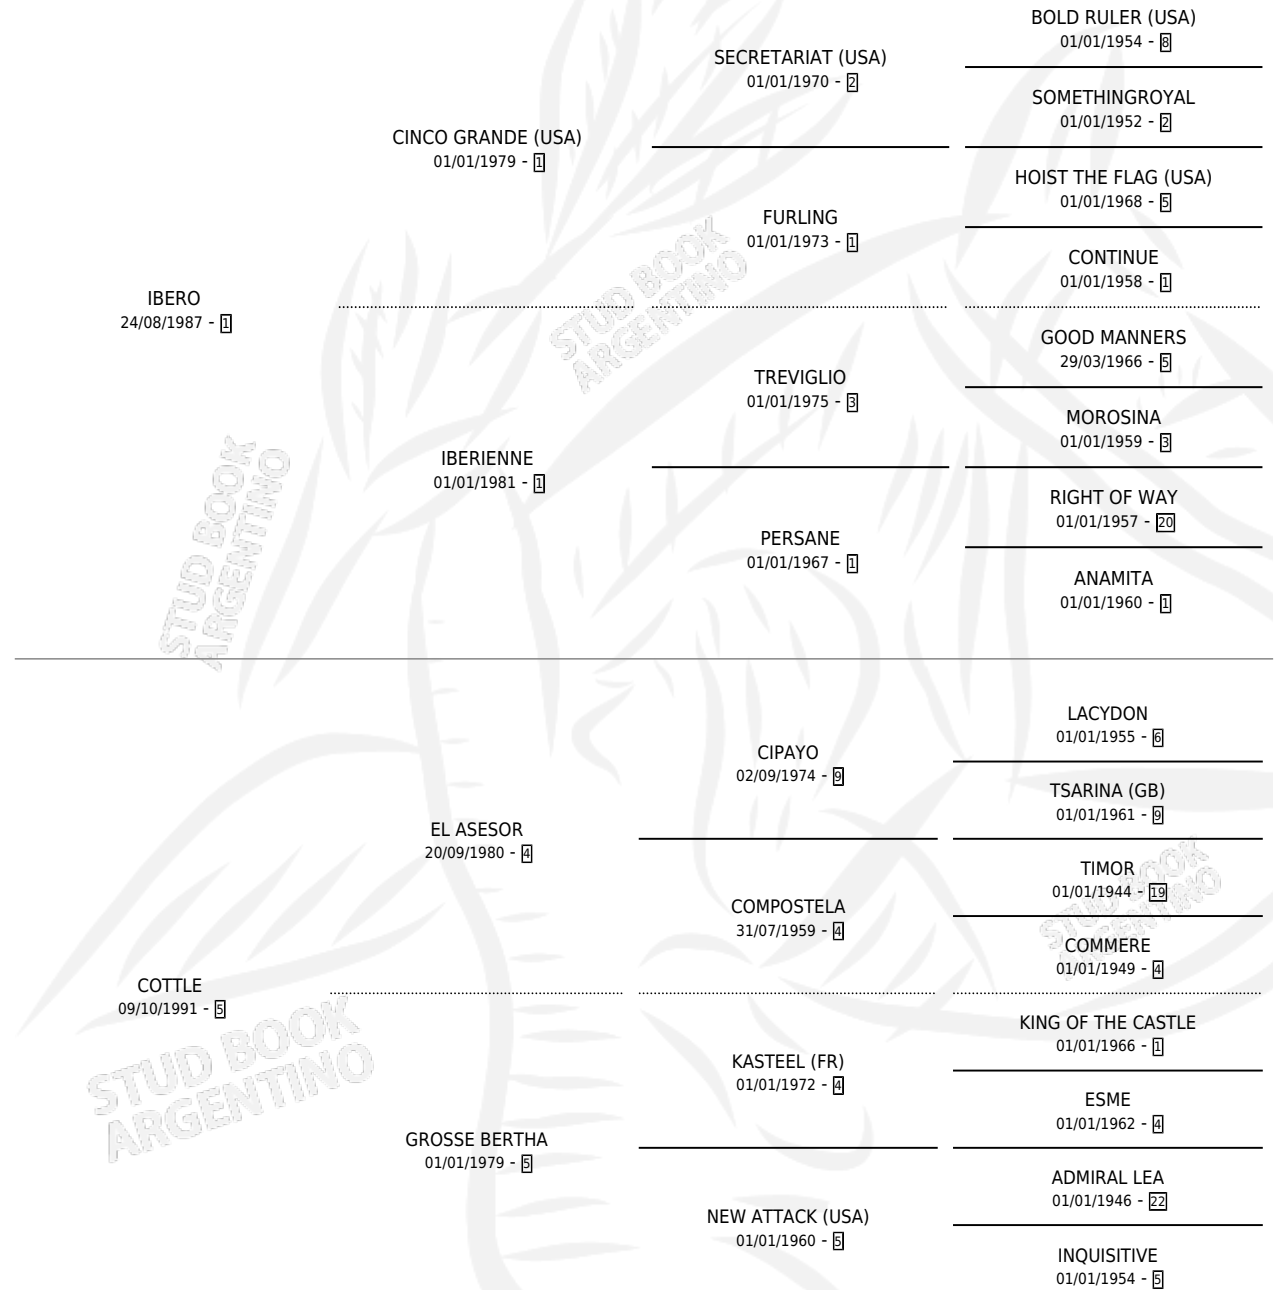 BOLD RULER (USA)
01/01/1954 - 8
SECRETARIAT (USA)
01/01/1970 - 2
SOMETHINGROYAL
01/01/1952 - 2
CINCO GRANDE (USA)
01/01/1979 - 1
HOIST THE FLAG (USA)
01/01/1968 - 5
FURLING
01/01/1973 - 1
CONTINUE
01/01/1958 - 1
IBERO
24/08/1987 - 1
GOOD MANNERS
29/03/1966 - 5
TREVIGLIO
01/01/1975 - 3
MOROSINA
01/01/1959 - 3
IBERIENNE
01/01/1981 - 1
RIGHT OF WAY
01/01/1957 - 20
PERSANE
01/01/1967 - 1
ANAMITA
01/01/1960 - 1
STUD BOOK
ARGENTINO
STUD BOOK
ARGENTINO
LACYDON
01/01/1955 - 6
CIPAYO
02/09/1974 - 9
TSARINA (GB)
01/01/1961 - 9
EL ASESOR
20/09/1980 - 4
TIMOR
01/01/1944 - 19
COMPOSTELA
31/07/1959 - 4
COMMERE
01/01/1949 - 4
COTTLE
09/10/1991 - 5
KING OF THE CASTLE
01/01/1966 - 1
KASTEEL (FR)
01/01/1972 - 4
ESME
01/01/1962 - 4
GROSSE BERTHA
01/01/1979 - 5
ADMIRAL LEA
01/01/1946 - 22
NEW ATTACK (USA)
01/01/1960 - 5
INQUISITIVE
01/01/1954 - 5
STUD BOOK
ARGENTINO
STUD BOOK
ARGENTINO